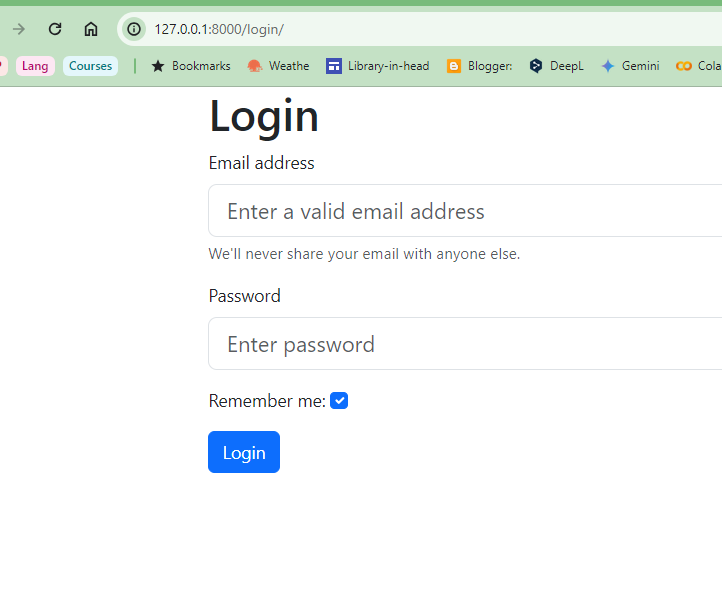 127.0.0.1:8000/login/
Lang Courses Bookmarks Weathe Library-in-head Blogger: DeepL Gemini Cola
Login
Email address
Enter a valid email address
We'll never share your email with anyone else.
Password
Enter password
Remember me:
Login